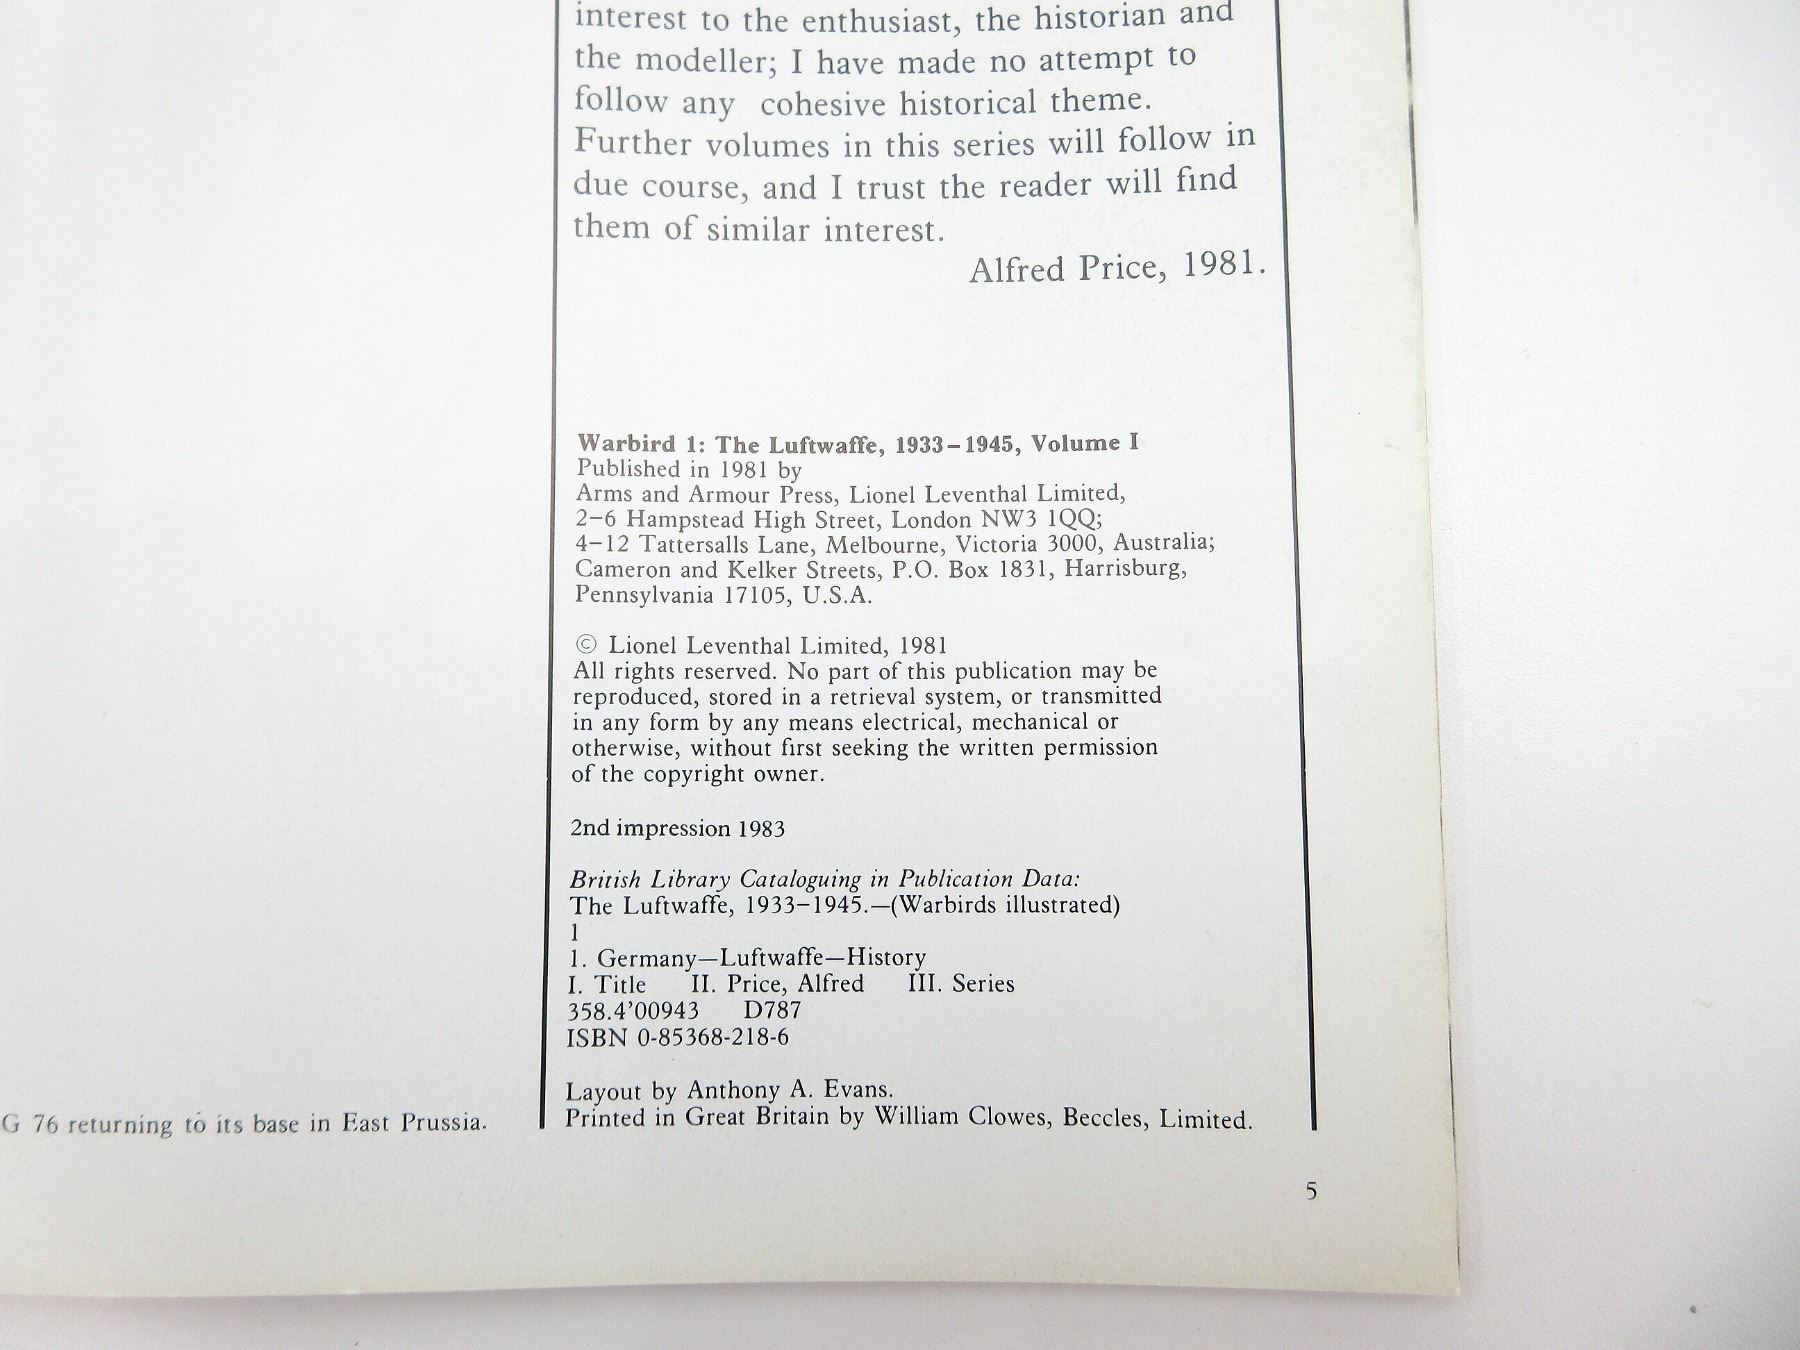 interest to the enthusiast, the historian and
the modeller; I have made no attempt to
follow any cohesive historical theme.
Further volumes in this series will follow in
due course, and I trust the reader will find
them of similar interest.
Alfred Price, 1981.
Warbird 1: The Luftwaffe, 1933–1945, Volume I
Published in 1981 by
Arms and Armour Press, Lionel Leventhal Limited,
2–6 Hampstead High Street, London NW3 1QQ;
4–12 Tattersalls Lane, Melbourne, Victoria 3000, Australia;
Cameron and Kelker Streets, P.O. Box 1831, Harrisburg,
Pennsylvania 17105, U.S.A.
© Lionel Leventhal Limited, 1981
All rights reserved. No part of this publication may be
reproduced, stored in a retrieval system, or transmitted
in any form by any means electrical, mechanical or
otherwise, without first seeking the written permission
of the copyright owner.
2nd impression 1983
British Library Cataloguing in Publication Data:
The Luftwaffe, 1933–1945.—(Warbirds illustrated)
1
1. Germany—Luftwaffe—History
I. Title II. Price, Alfred III. Series
358.4’00943 D787
ISBN 0-85368-218-6
Layout by Anthony A. Evans.
Printed in Great Britain by William Clowes, Beccles, Limited.
G 76 returning to its base in East Prussia.
5